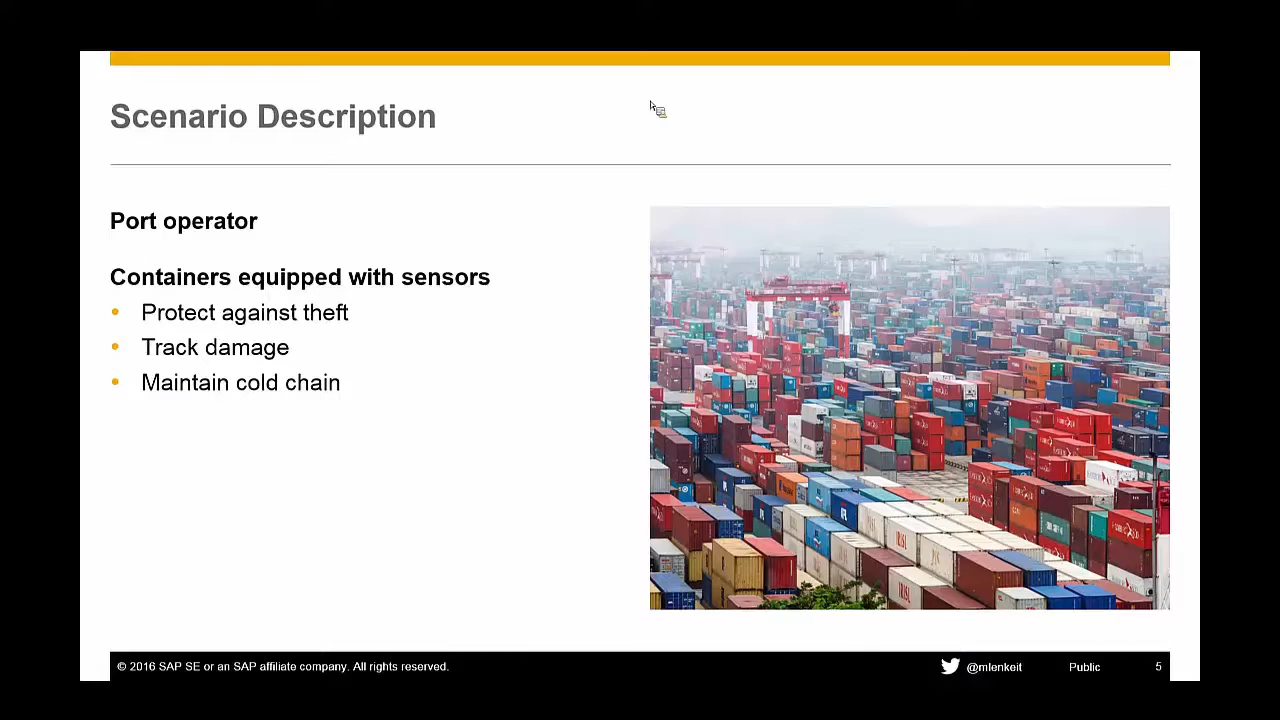 Scenario Description
Port operator
Containers equipped with sensors
• Protect against theft
• Track damage
• Maintain cold chain
© 2016 SAP SE or an SAP affiliate company. All rights reserved.
@mlenkeit
Public
5